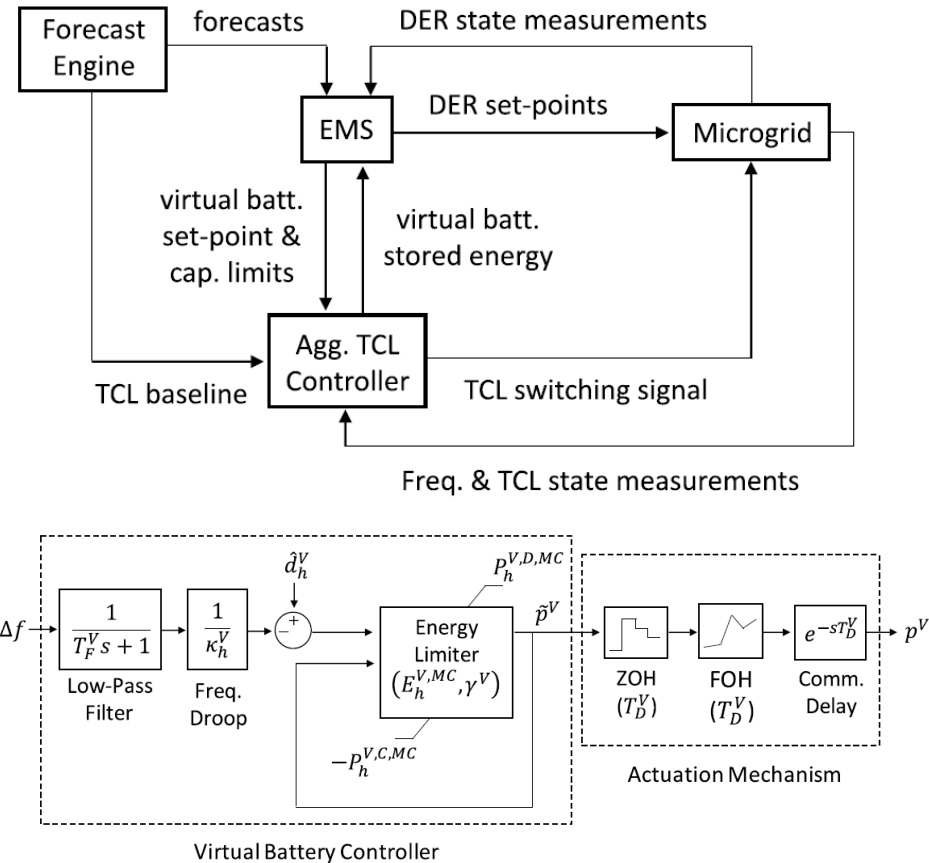 Forecast
Engine
forecasts
DER state measurements
EMS
DER set-points
Microgrid
virtual batt.
set-point &
cap. limits
virtual batt.
stored energy
Agg. TCL
Controller
TCL baseline
TCL switching signal
Freq. & TCL state measurements
Δf
1
T_F^V s + 1
Low-Pass
Filter
1
κ_h^V
Freq.
Droop
d̂_h^V
−
+
P_h^{V,D,MC}
Energy
Limiter
(E_h^{V,MC}, γ^V)
−P_h^{V,C,MC}
p̃^V
ZOH
(T_D^V)
FOH
(T_D^V)
e^{−sT_D^V}
Comm.
Delay
p^V
Actuation Mechanism
Virtual Battery Controller